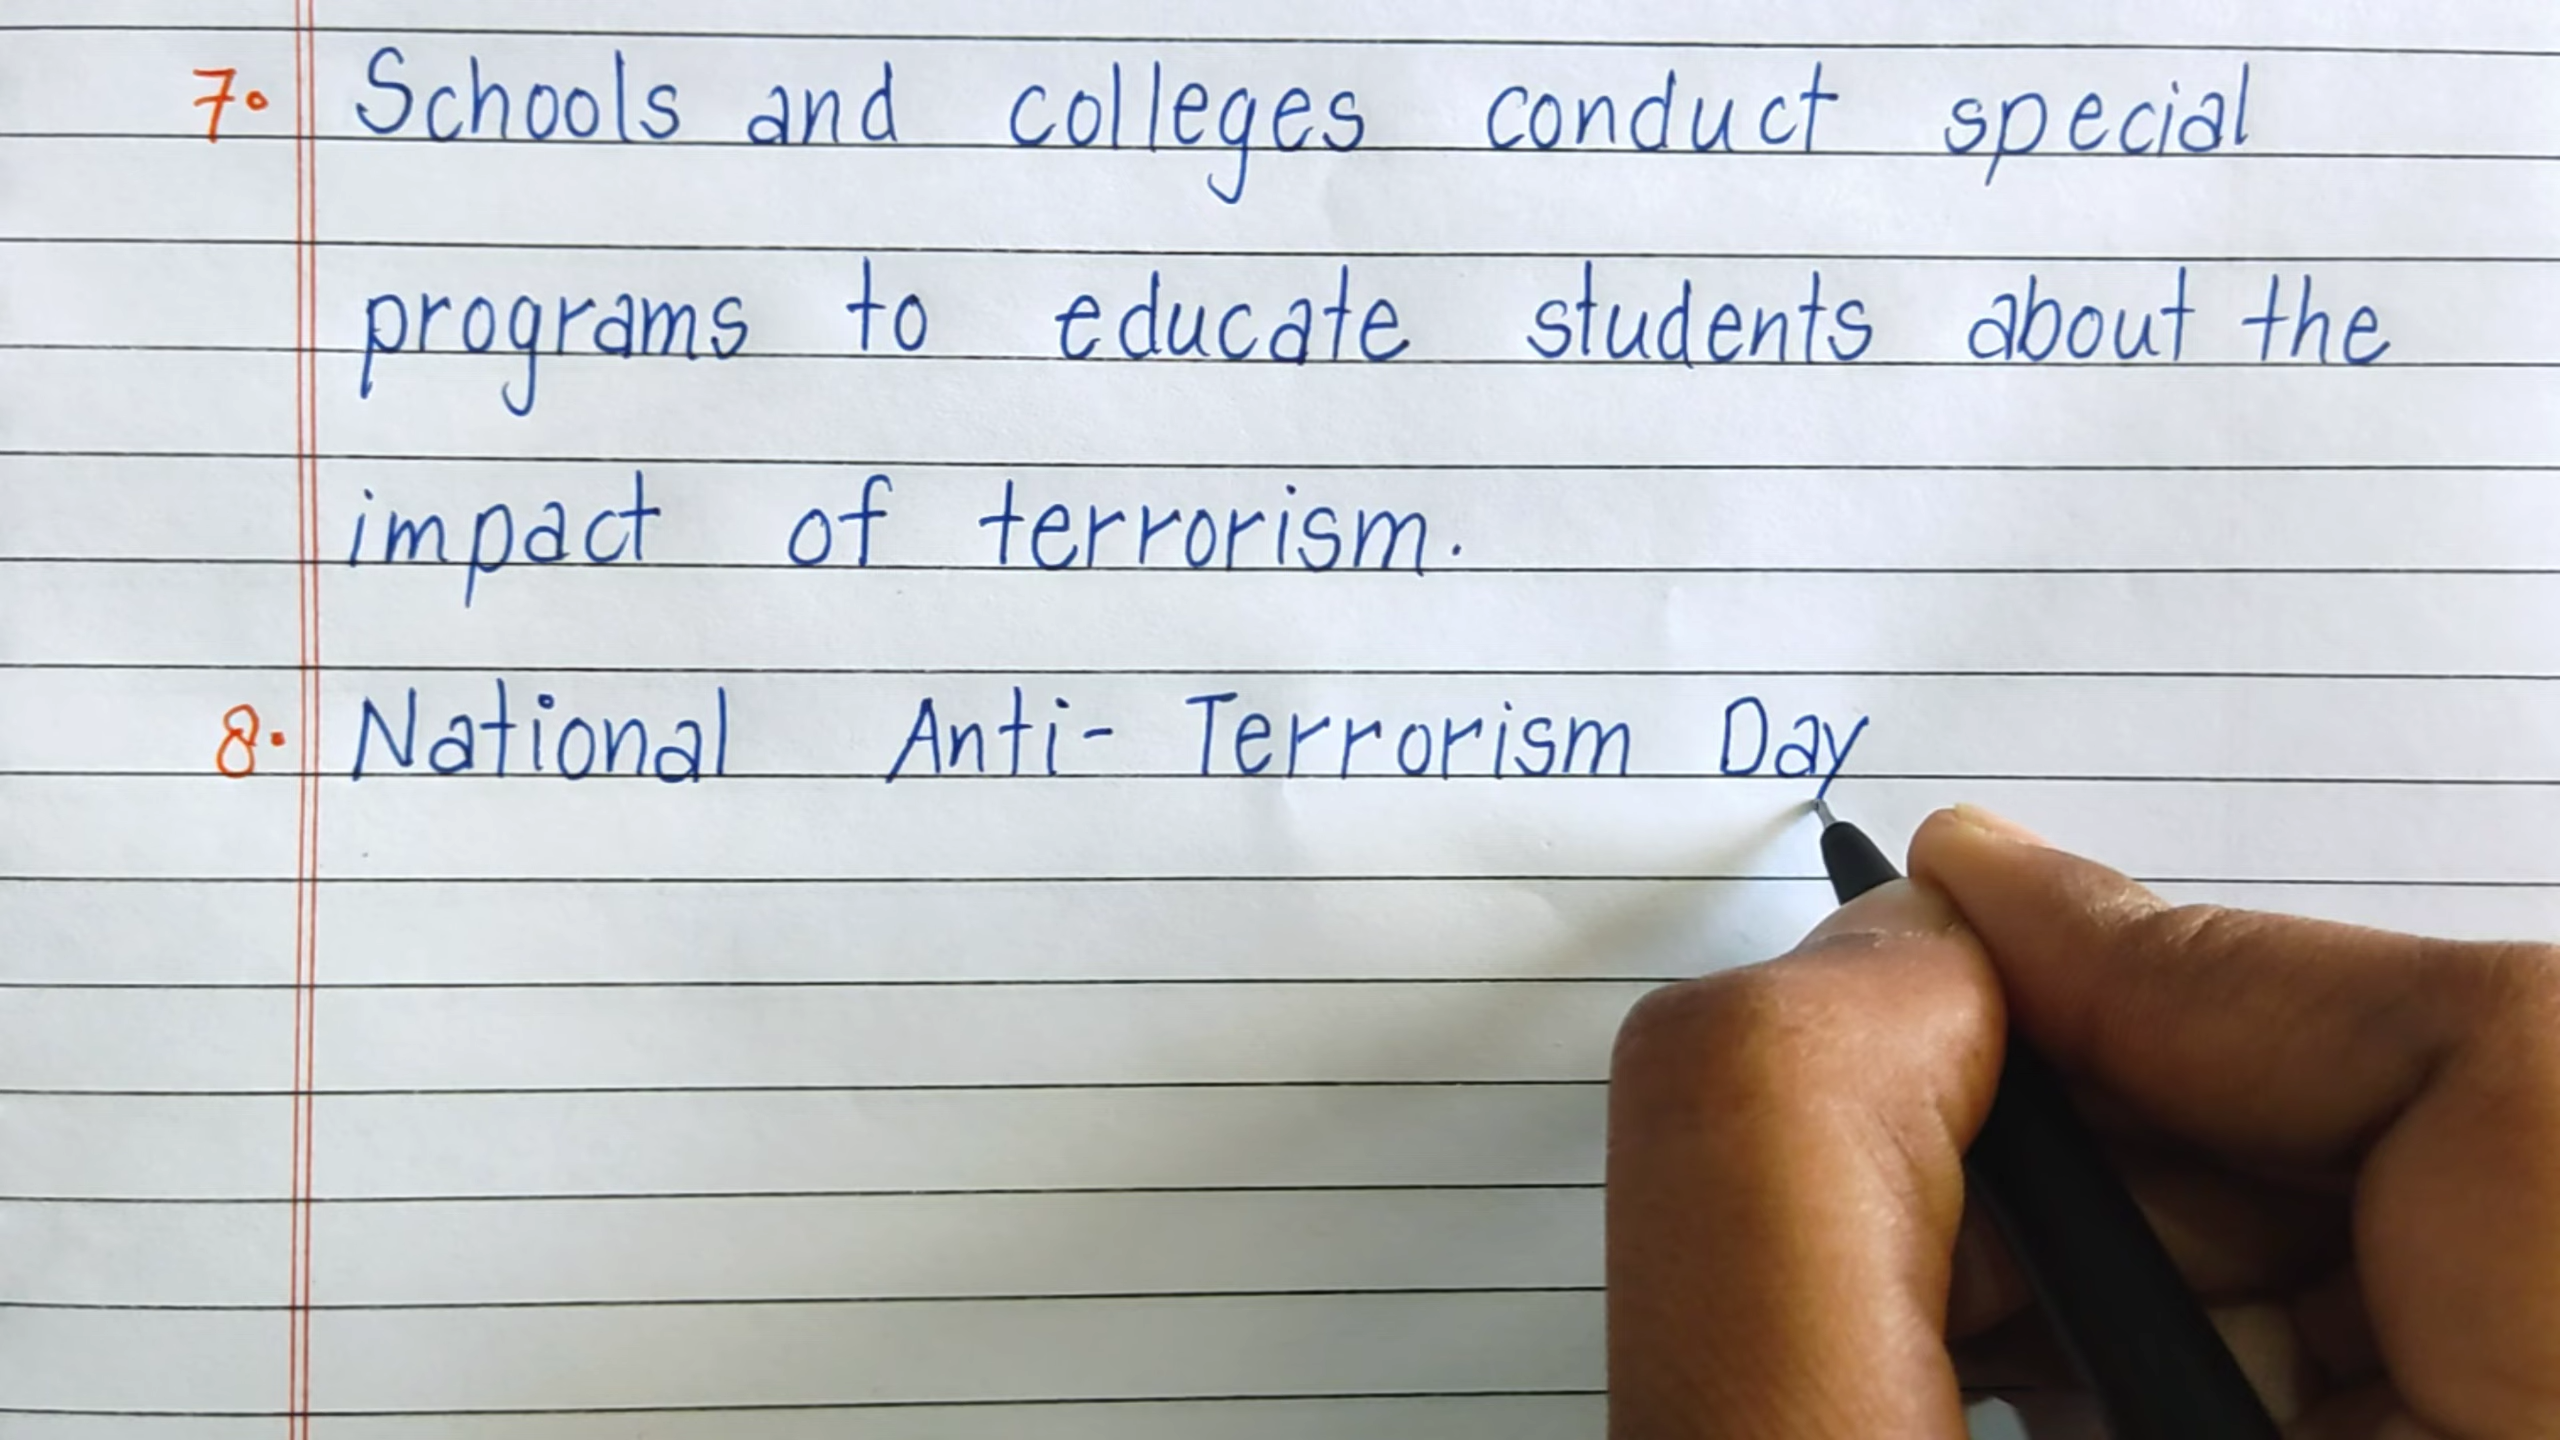 7. Schools and colleges conduct special
programs to educate students about the
impact of terrorism.
8. National Anti- Terrorism Day